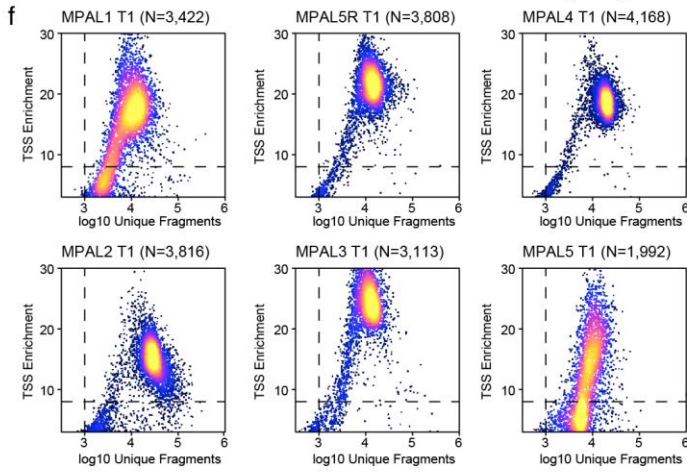 f
MPAL1 T1 (N=3,422)
30
20
10
TSS Enrichment
3 4 5 6
log10 Unique Fragments
MPAL5R T1 (N=3,808)
30
20
10
TSS Enrichment
3 4 5 6
log10 Unique Fragments
MPAL4 T1 (N=4,168)
30
20
10
TSS Enrichment
3 4 5 6
log10 Unique Fragments
MPAL2 T1 (N=3,816)
30
20
10
TSS Enrichment
3 4 5 6
log10 Unique Fragments
MPAL3 T1 (N=3,113)
30
20
10
TSS Enrichment
3 4 5 6
log10 Unique Fragments
MPAL5 T1 (N=1,992)
30
20
10
TSS Enrichment
3 4 5 6
log10 Unique Fragments